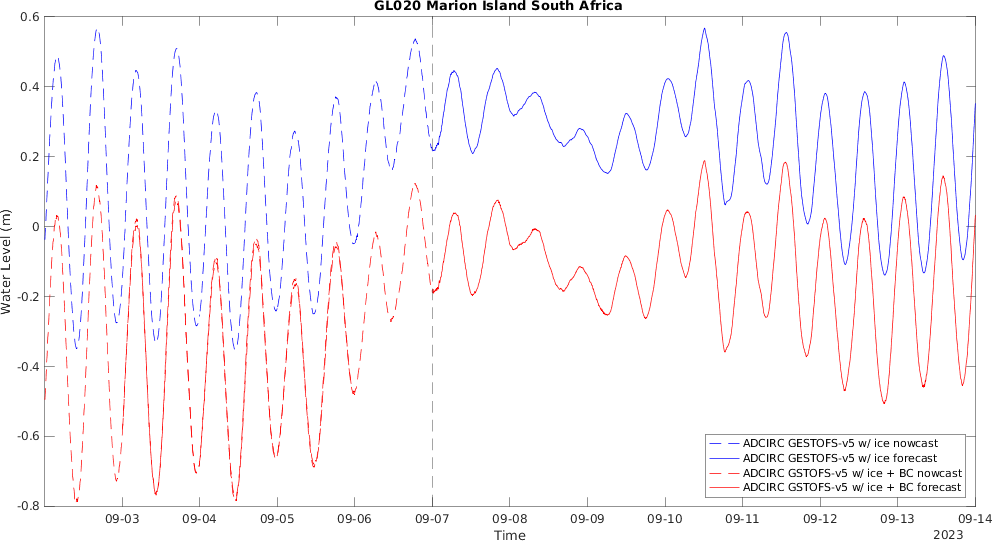 GL020 Marion Island South Africa
0.6
0.4
0.2
0
-0.2
-0.4
-0.6
-0.8
Water Level (m)
ADCIRC GESTOFS-v5 w/ ice nowcast
ADCIRC GESTOFS-v5 w/ ice forecast
ADCIRC GSTOFS-v5 w/ ice + BC nowcast
ADCIRC GSTOFS-v5 w/ ice + BC forecast
09-03 09-04 09-05 09-06 09-07 09-08 09-09 09-10 09-11 09-12 09-13 09-14
Time
2023